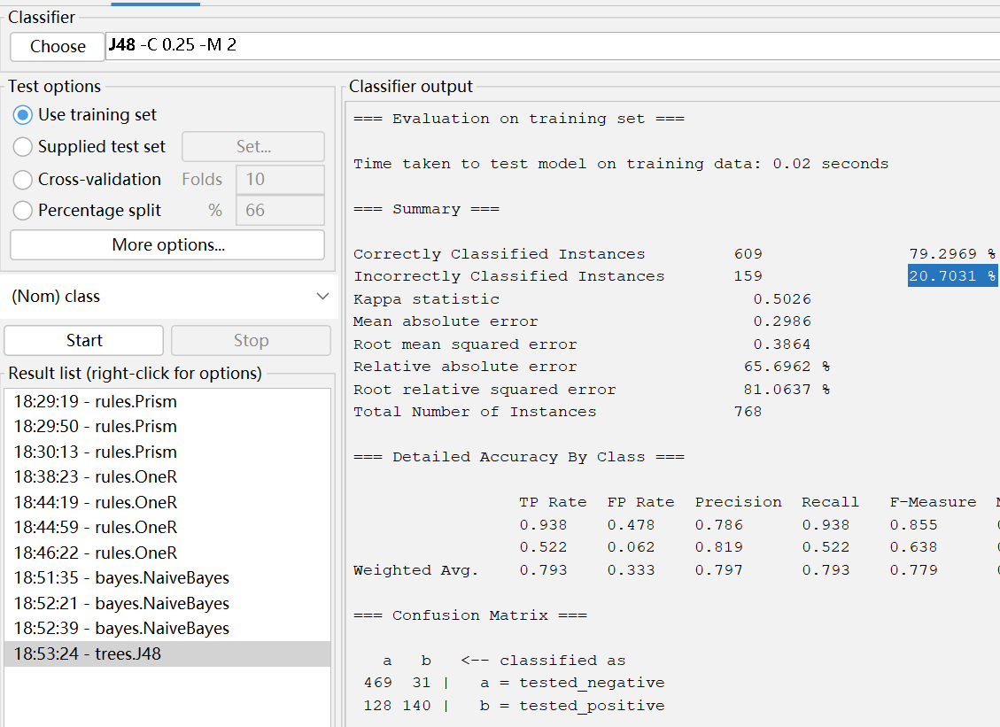 Classifier
Choose J48 -C 0.25 -M 2
Test options
Use training set
Supplied test set Set...
Cross-validation Folds 10
Percentage split % 66
More options...
(Nom) class
Start Stop
Result list (right-click for options)
18:29:19 - rules.Prism
18:29:50 - rules.Prism
18:30:13 - rules.Prism
18:38:23 - rules.OneR
18:44:19 - rules.OneR
18:44:59 - rules.OneR
18:46:22 - rules.OneR
18:51:35 - bayes.NaiveBayes
18:52:21 - bayes.NaiveBayes
18:52:39 - bayes.NaiveBayes
18:53:24 - trees.J48
Classifier output
=== Evaluation on training set ===
Time taken to test model on training data: 0.02 seconds
=== Summary ===
Correctly Classified Instances 609 79.2969 %
Incorrectly Classified Instances 159 20.7031 %
Kappa statistic 0.5026
Mean absolute error 0.2986
Root mean squared error 0.3864
Relative absolute error 65.6962 %
Root relative squared error 81.0637 %
Total Number of Instances 768
=== Detailed Accuracy By Class ===
TP Rate FP Rate Precision Recall F-Measure
0.938 0.478 0.786 0.938 0.855
0.522 0.062 0.819 0.522 0.638
Weighted Avg. 0.793 0.333 0.797 0.793 0.779
=== Confusion Matrix ===
a b <-- classified as
469 31 | a = tested_negative
128 140 | b = tested_positive